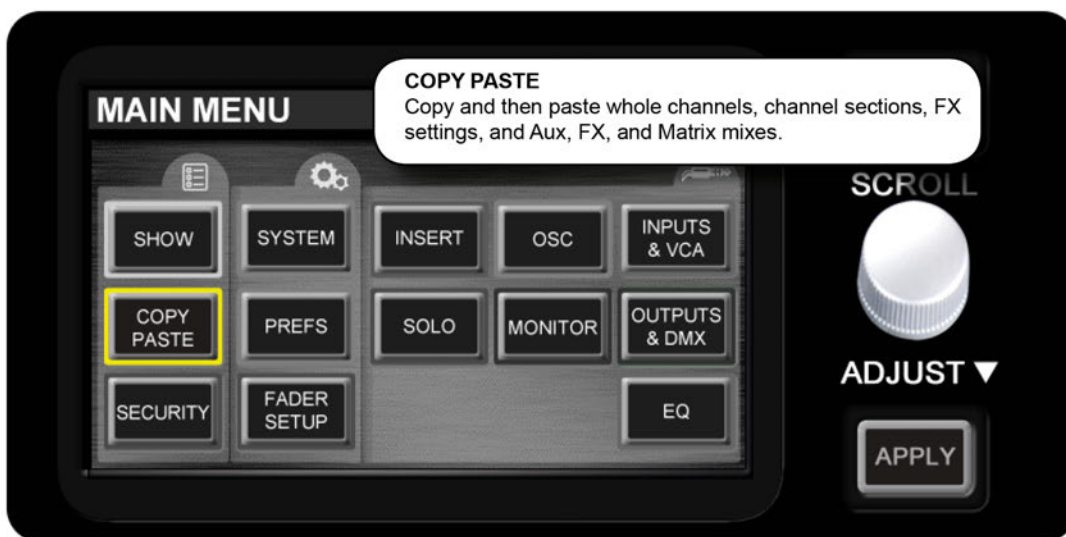 COPY PASTE
Copy and then paste whole channels, channel sections, FX
settings, and Aux, FX, and Matrix mixes.
MAIN MENU
SCROLL
SHOW
SYSTEM
INSERT
OSC
INPUTS
& VCA
COPY
PASTE
PREFS
SOLO
MONITOR
OUTPUTS
& DMX
ADJUST ▼
SECURITY
FADER
SETUP
EQ
APPLY